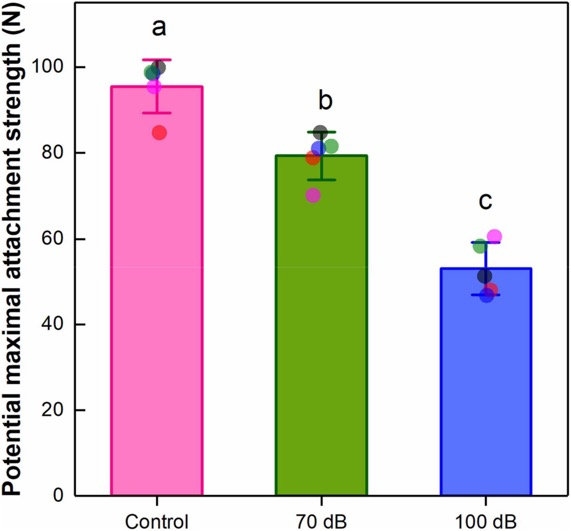 Potential maximal attachment strength (N)
100
80
60
40
20
0
a
b
c
Control
70 dB
100 dB